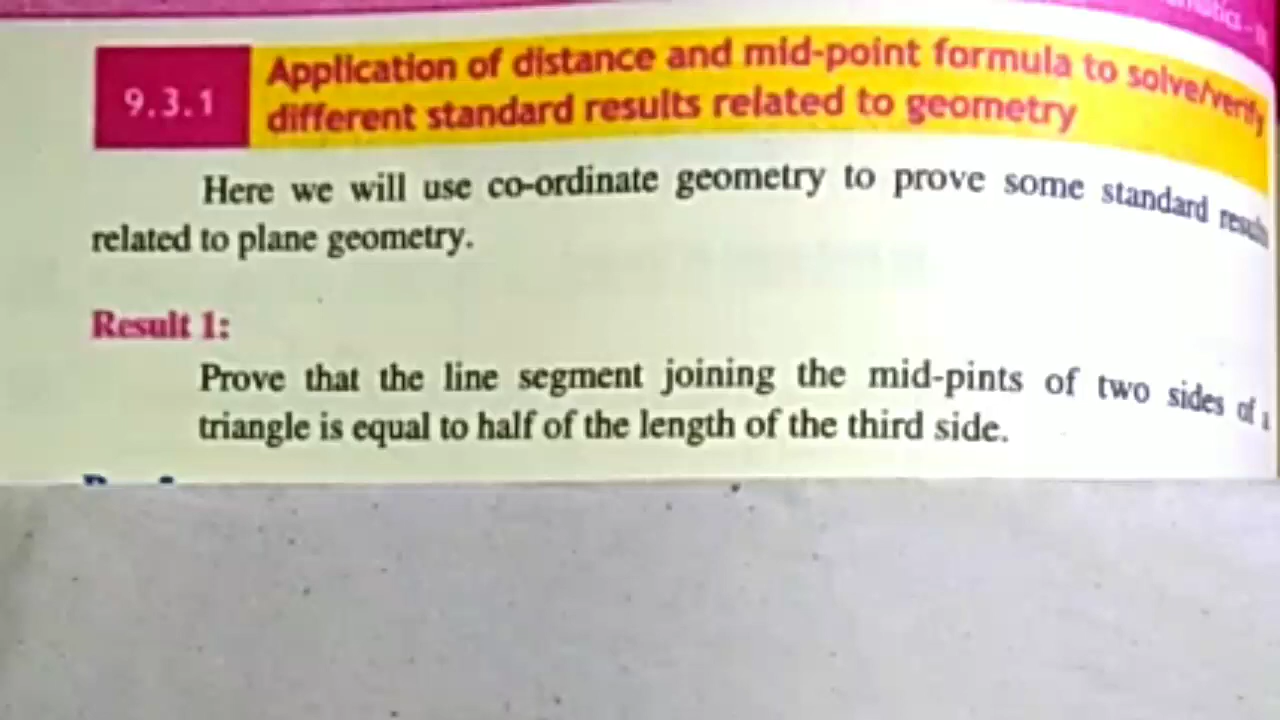 9.3.1
Application of distance and mid-point formula to solve/verify
different standard results related to geometry
Here we will use co-ordinate geometry to prove some standard results
related to plane geometry.
Result 1:
Prove that the line segment joining the mid-pints of two sides of a
triangle is equal to half of the length of the third side.